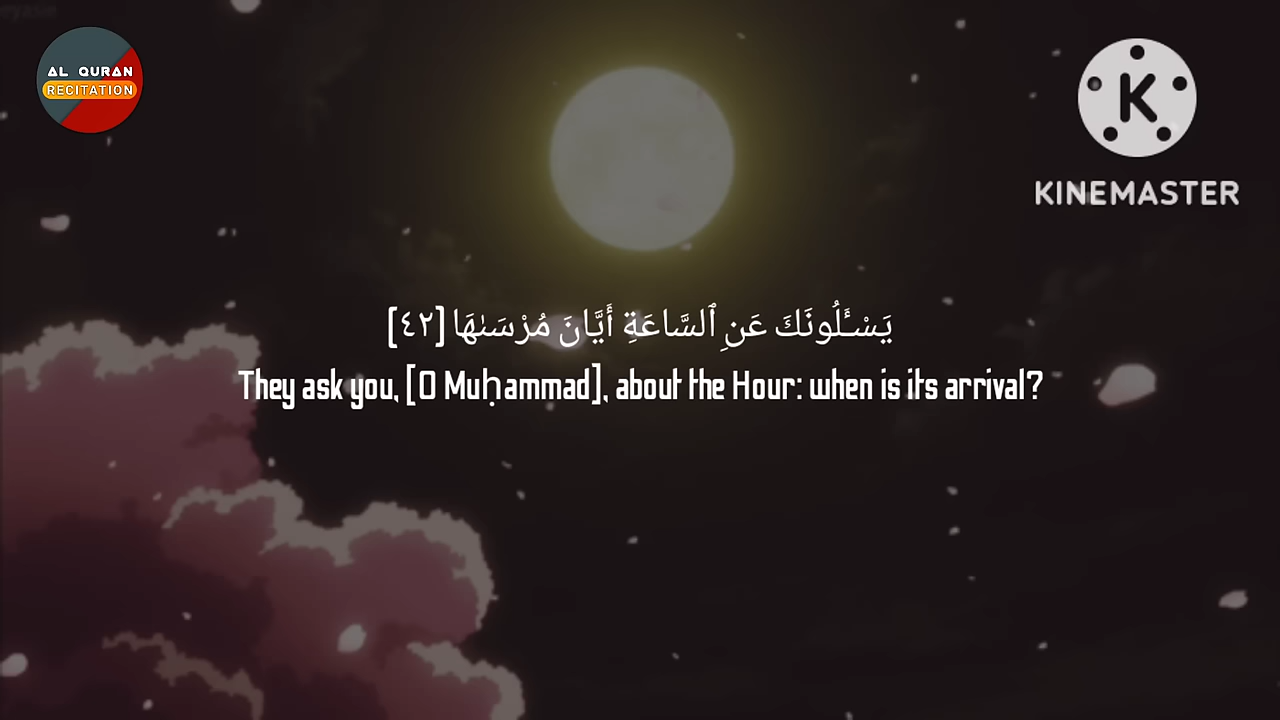 AL QURAN
RECITATION
K
KINEMASTER
يَسْـَٔلُونَكَ عَنِ ٱلسَّاعَةِ أَيَّانَ مُرْسَىٰهَا [٤٢]
They ask you, [O Muḥammad], about the Hour: when is its arrival?